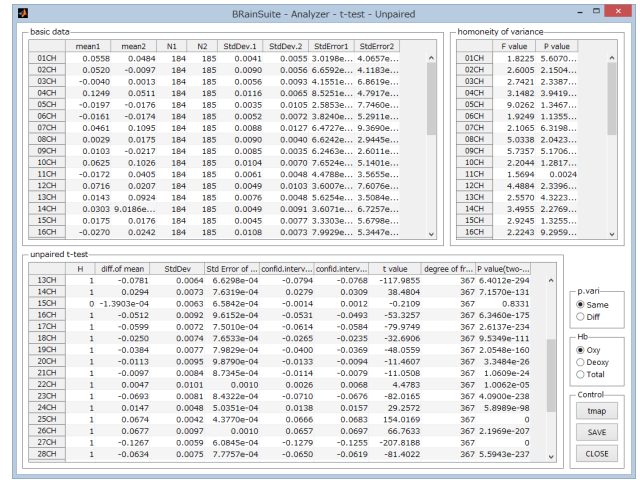 BRainSuite - Analyzer - t-test - Unpaired
basic data
mean1 mean2 N1 N2 StdDev.1 StdDev.2 StdError1 StdError2
01CH 0.0558 0.0484 184 185 0.0041 0.0055 3.0198e... 4.0657e...
02CH 0.0520 -0.0097 184 185 0.0090 0.0056 6.6592e... 4.1183e...
03CH -0.0040 0.0013 184 185 0.0056 0.0093 4.1551e... 6.8619e...
04CH 0.1249 0.0511 184 185 0.0116 0.0065 8.5251e... 4.7917e...
05CH -0.0197 -0.0176 184 185 0.0035 0.0105 2.5853e... 7.7460e...
06CH -0.0161 -0.0174 184 185 0.0052 0.0072 3.8240e... 5.2911e...
07CH 0.0461 0.1095 184 185 0.0088 0.0127 6.4727e... 9.3690e...
08CH 0.0029 0.0175 184 185 0.0090 0.0040 6.6242e... 2.9445e...
09CH 0.0103 -0.0217 184 185 0.0085 0.0035 6.2463e... 2.6011e...
10CH 0.0625 0.1026 184 185 0.0104 0.0070 7.6524e... 5.1401e...
11CH -0.0172 0.0405 184 185 0.0061 0.0048 4.4788e... 3.5655e...
12CH 0.0716 0.0207 184 185 0.0049 0.0103 3.6007e... 7.6076e...
13CH 0.0143 0.0924 184 185 0.0076 0.0048 5.6254e... 3.5084e...
14CH 0.0303 9.0186e... 184 185 0.0049 0.0091 3.6071e... 6.7257e...
15CH 0.0175 0.0176 184 185 0.0045 0.0077 3.3303e... 5.6798e...
16CH -0.0270 0.0242 184 185 0.0108 0.0073 7.9929e... 5.3447e...
homoneity of variance
F value P value
01CH 1.8225 5.6070...
02CH 2.6005 2.1504...
03CH 2.7421 2.3387...
04CH 3.1482 3.9419...
05CH 9.0262 1.3467...
06CH 1.9249 1.1355...
07CH 2.1065 6.3198...
08CH 5.0338 2.0423...
09CH 5.7357 5.1706...
10CH 2.2044 1.2817...
11CH 1.5694 0.0024
12CH 4.4884 2.3396...
13CH 2.5570 4.3223...
14CH 3.4955 2.2769...
15CH 2.9245 1.3255...
16CH 2.2243 9.2959...
unpaired t-test
H diff.of mean StdDev Std Error of ... confid.interv... confid.interv... t value degree of fr... P value(two-...
13CH 1 -0.0781 0.0064 6.6298e-04 -0.0794 -0.0768 -117.9855 367 6.4012e-294
14CH 1 0.0294 0.0073 7.6319e-04 0.0279 0.0309 38.4804 367 7.1570e-131
15CH 0 -1.3903e-04 0.0063 6.5842e-04 -0.0014 0.0012 -0.2109 367 0.8331
16CH 1 -0.0512 0.0092 9.6152e-04 -0.0531 -0.0493 -53.3257 367 6.3460e-175
17CH 1 -0.0599 0.0072 7.5010e-04 -0.0614 -0.0584 -79.9749 367 2.6137e-234
18CH 1 -0.0250 0.0074 7.6533e-04 -0.0265 -0.0235 -32.6906 367 9.5349e-111
19CH 1 -0.0384 0.0077 7.9829e-04 -0.0400 -0.0369 -48.0559 367 2.0548e-160
20CH 1 -0.0113 0.0095 9.8790e-04 -0.0133 -0.0094 -11.4607 367 3.3484e-26
21CH 1 -0.0097 0.0084 8.7345e-04 -0.0114 -0.0079 -11.0508 367 1.0609e-24
22CH 1 0.0047 0.0101 0.0010 0.0026 0.0068 4.4783 367 1.0062e-05
23CH 1 -0.0693 0.0081 8.4322e-04 -0.0710 -0.0676 -82.0165 367 4.0900e-238
24CH 1 0.0147 0.0048 5.0351e-04 0.0138 0.0157 29.2572 367 5.8989e-98
25CH 1 0.0674 0.0042 4.3770e-04 0.0666 0.0683 154.0169 367 0
26CH 1 0.0677 0.0097 0.0010 0.0657 0.0697 66.7633 367 2.1969e-207
27CH 1 -0.1267 0.0059 6.0845e-04 -0.1279 -0.1255 -207.8188 367 0
28CH 1 -0.0634 0.0075 7.7757e-04 -0.0650 -0.0619 -81.4022 367 5.5943e-237
p.vari
Same
Diff
Hb
Oxy
Deoxy
Total
Control
tmap
SAVE
CLOSE